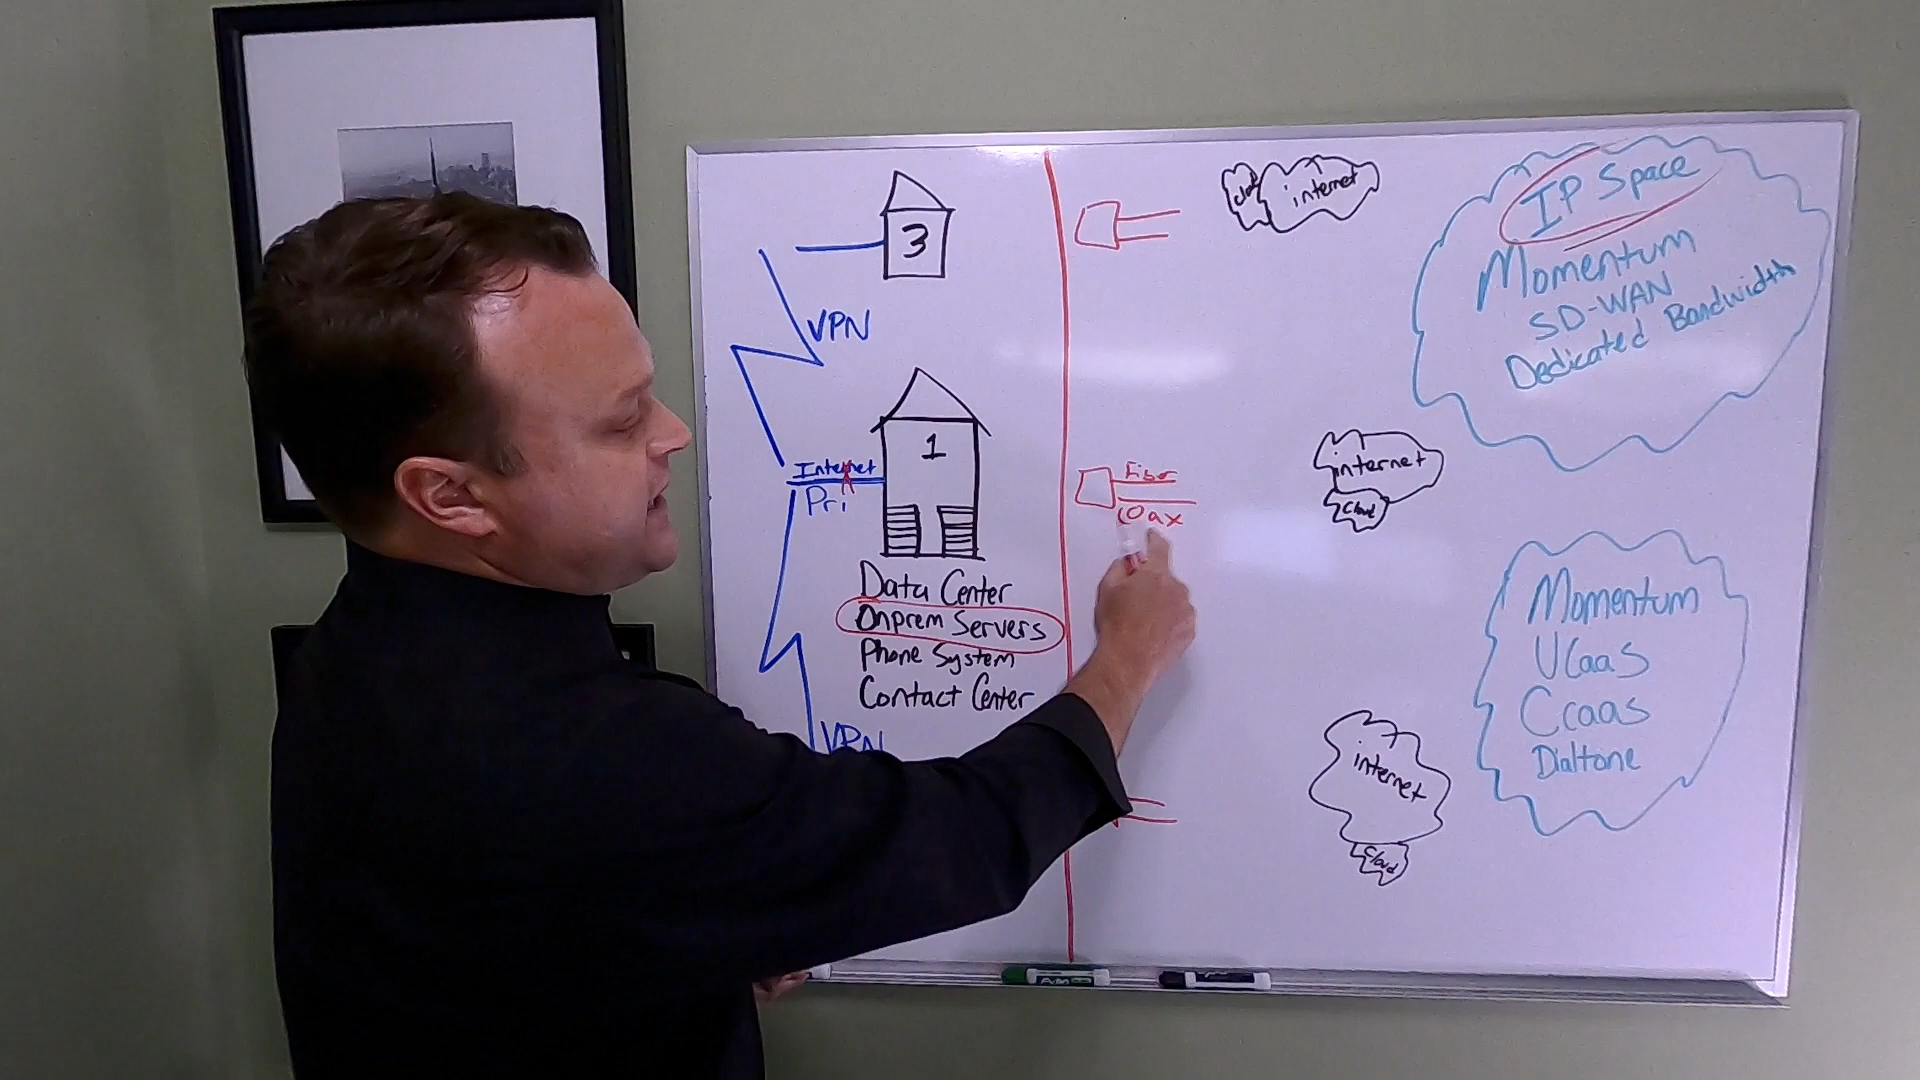 3
VPN
1
Internet
Pri
Data Center
Onprem Servers
Phone System
Contact Center
VPN
Fiber
COax
internet
internet
Cloud
internet
Cloud
IP Space
Momentum
SD-WAN
Dedicated Bandwidth
Momentum
UCaaS
Ccaas
Dialtone